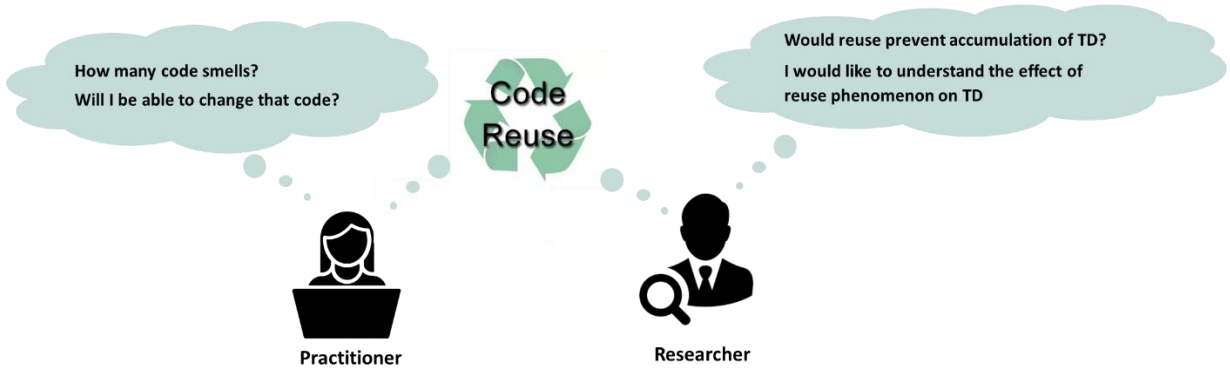 How many code smells?
Will I be able to change that code?
Code
Reuse
Would reuse prevent accumulation of TD?
I would like to understand the effect of
reuse phenomenon on TD
Practitioner
Researcher